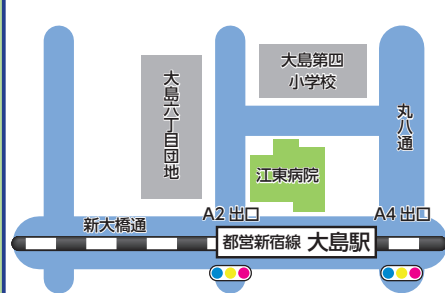 大島第四
小学校
大島六丁目団地
丸八通
江東病院
新大橋通
A2 出口
A4 出口
都営新宿線 大島駅